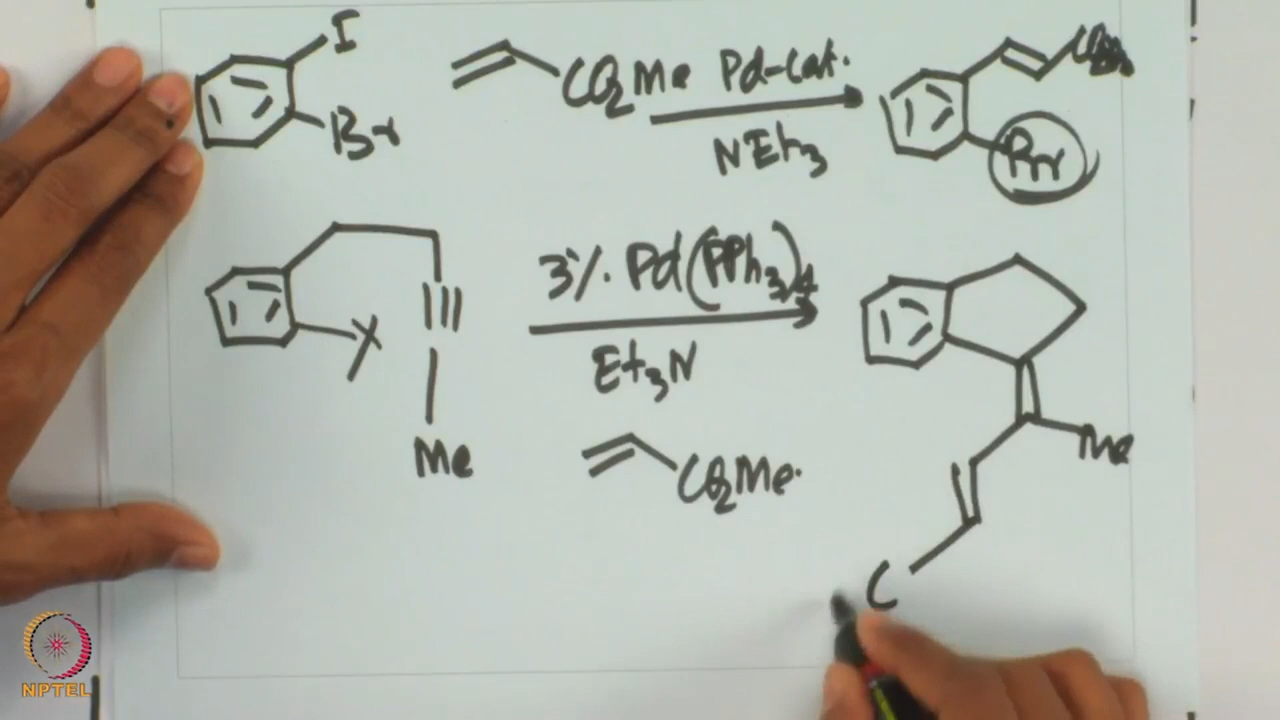 I
Br
CO2Me
Pd-Cat.
NEt3
Br
X
Me
3% Pd(PPh3)4
Et3N
CO2Me.
Me
C
NPTEL